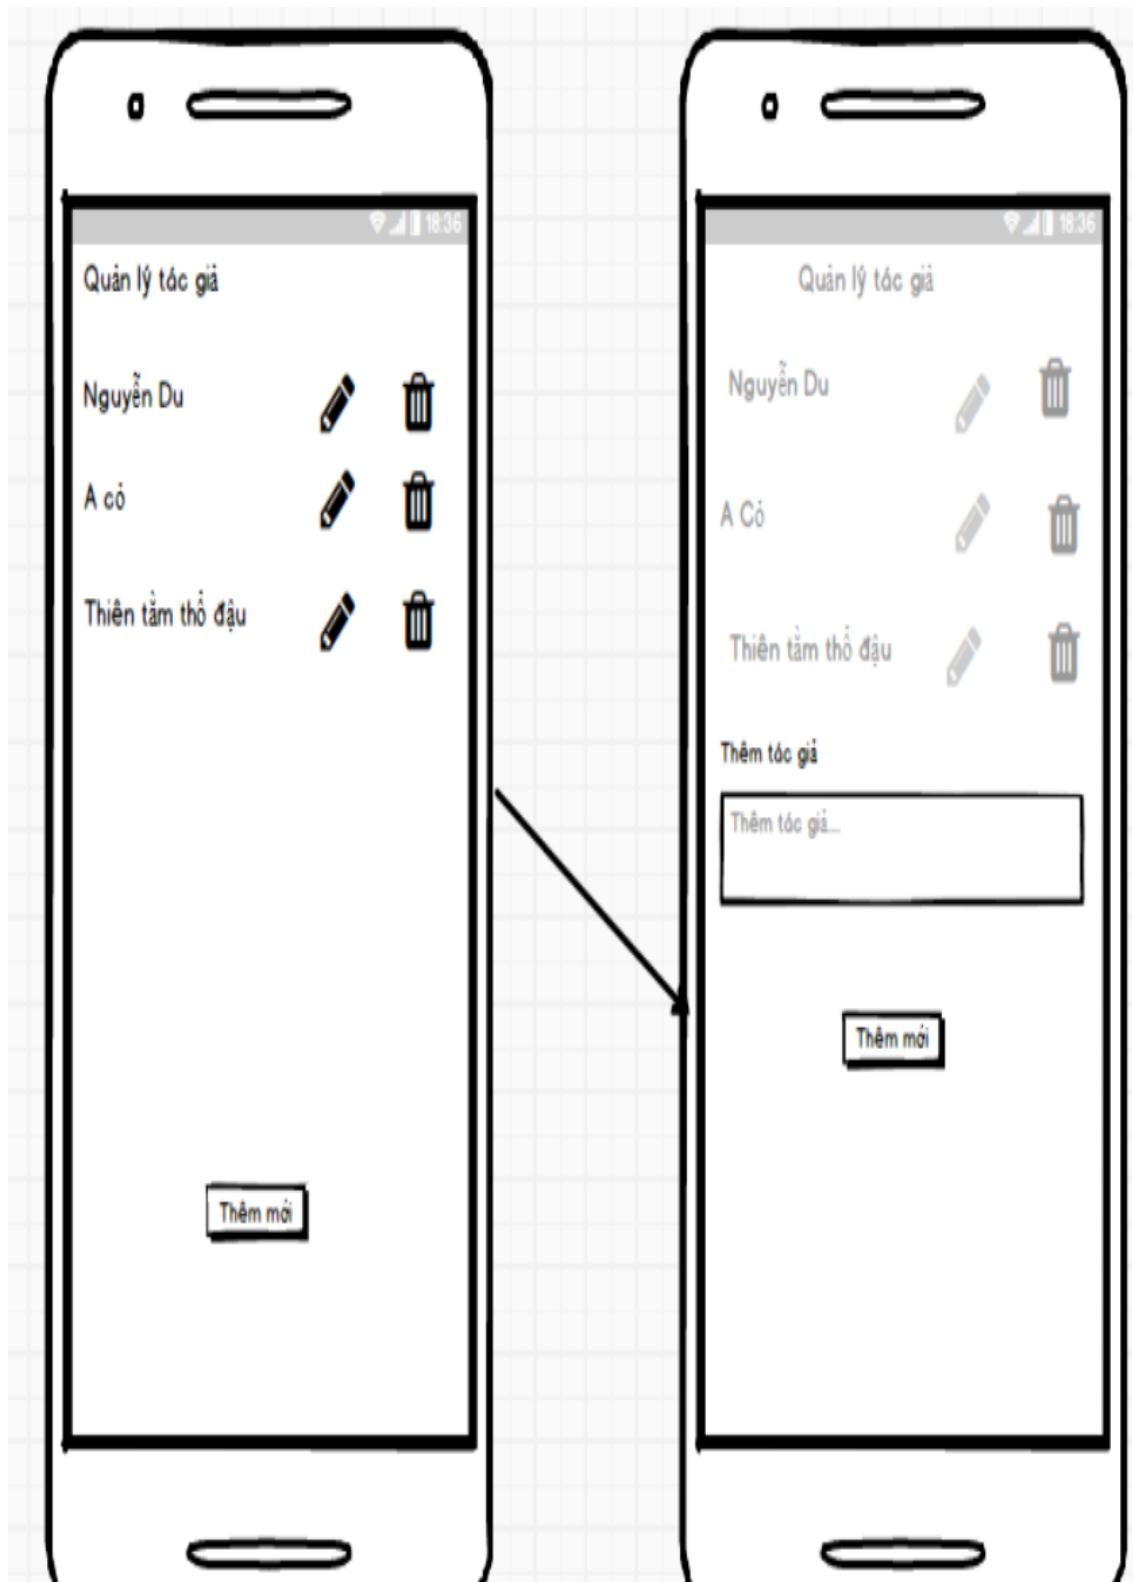 18:36
Quản lý tác giả
Nguyễn Du
A cỏ
Thiên tằm thổ đậu
Thêm mới
18:36
Quản lý tác giả
Nguyễn Du
A Cỏ
Thiên tằm thổ đậu
Thêm tác giả
Thêm tác giả...
Thêm mới